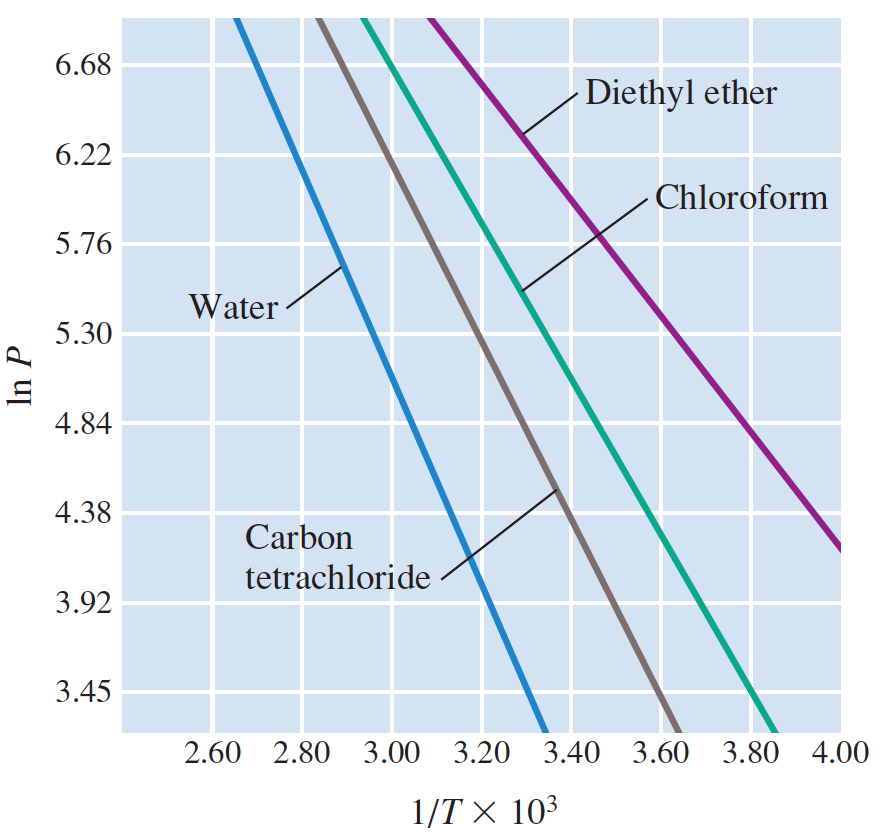 6.68
6.22
5.76
5.30
4.84
4.38
3.92
3.45
ln P
Diethyl ether
Chloroform
Water
Carbon
tetrachloride
2.60 2.80 3.00 3.20 3.40 3.60 3.80 4.00
1/T × 10³